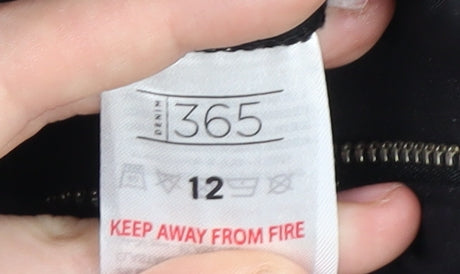 DENIM
365
12
KEEP AWAY FROM FIRE